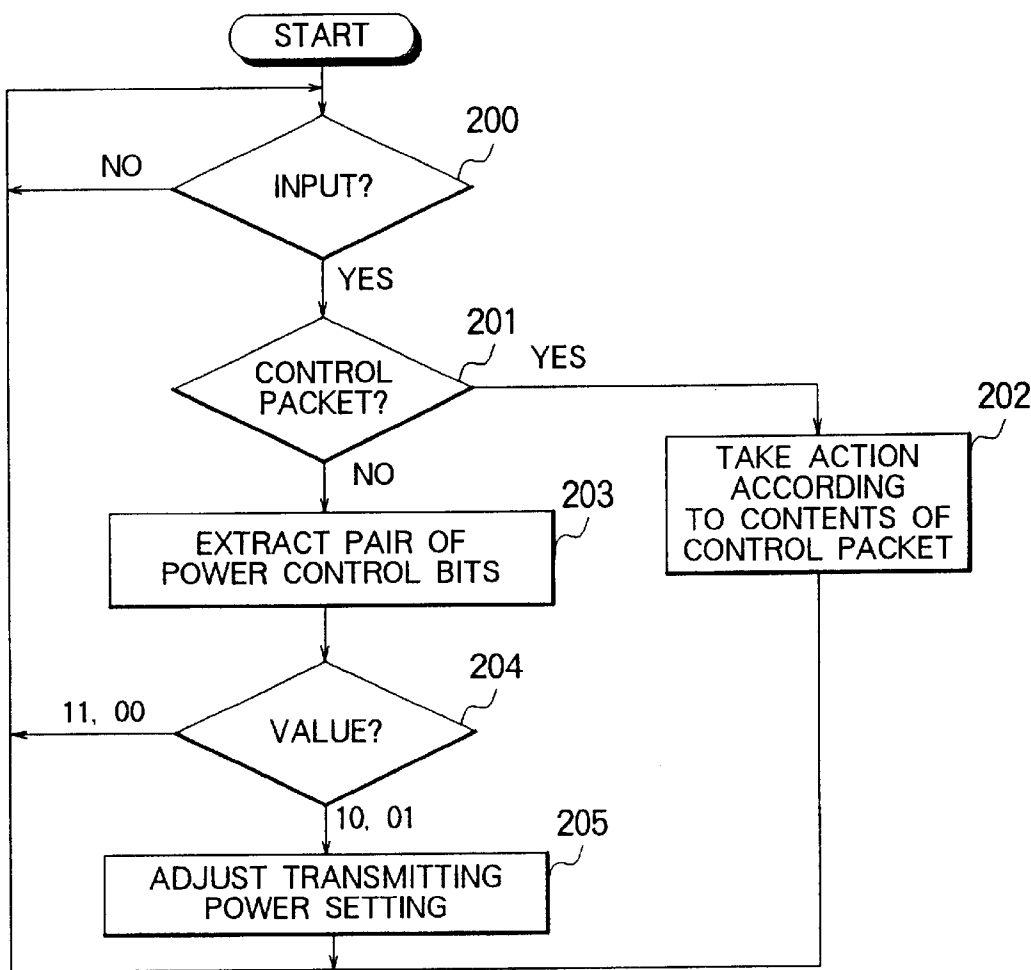 START
200
NO
INPUT?
YES
201
CONTROL
PACKET?
YES
202
TAKE ACTION
ACCORDING
TO CONTENTS OF
CONTROL PACKET
NO
203
EXTRACT PAIR OF
POWER CONTROL BITS
204
11, 00
VALUE?
10, 01
205
ADJUST TRANSMITTING
POWER SETTING